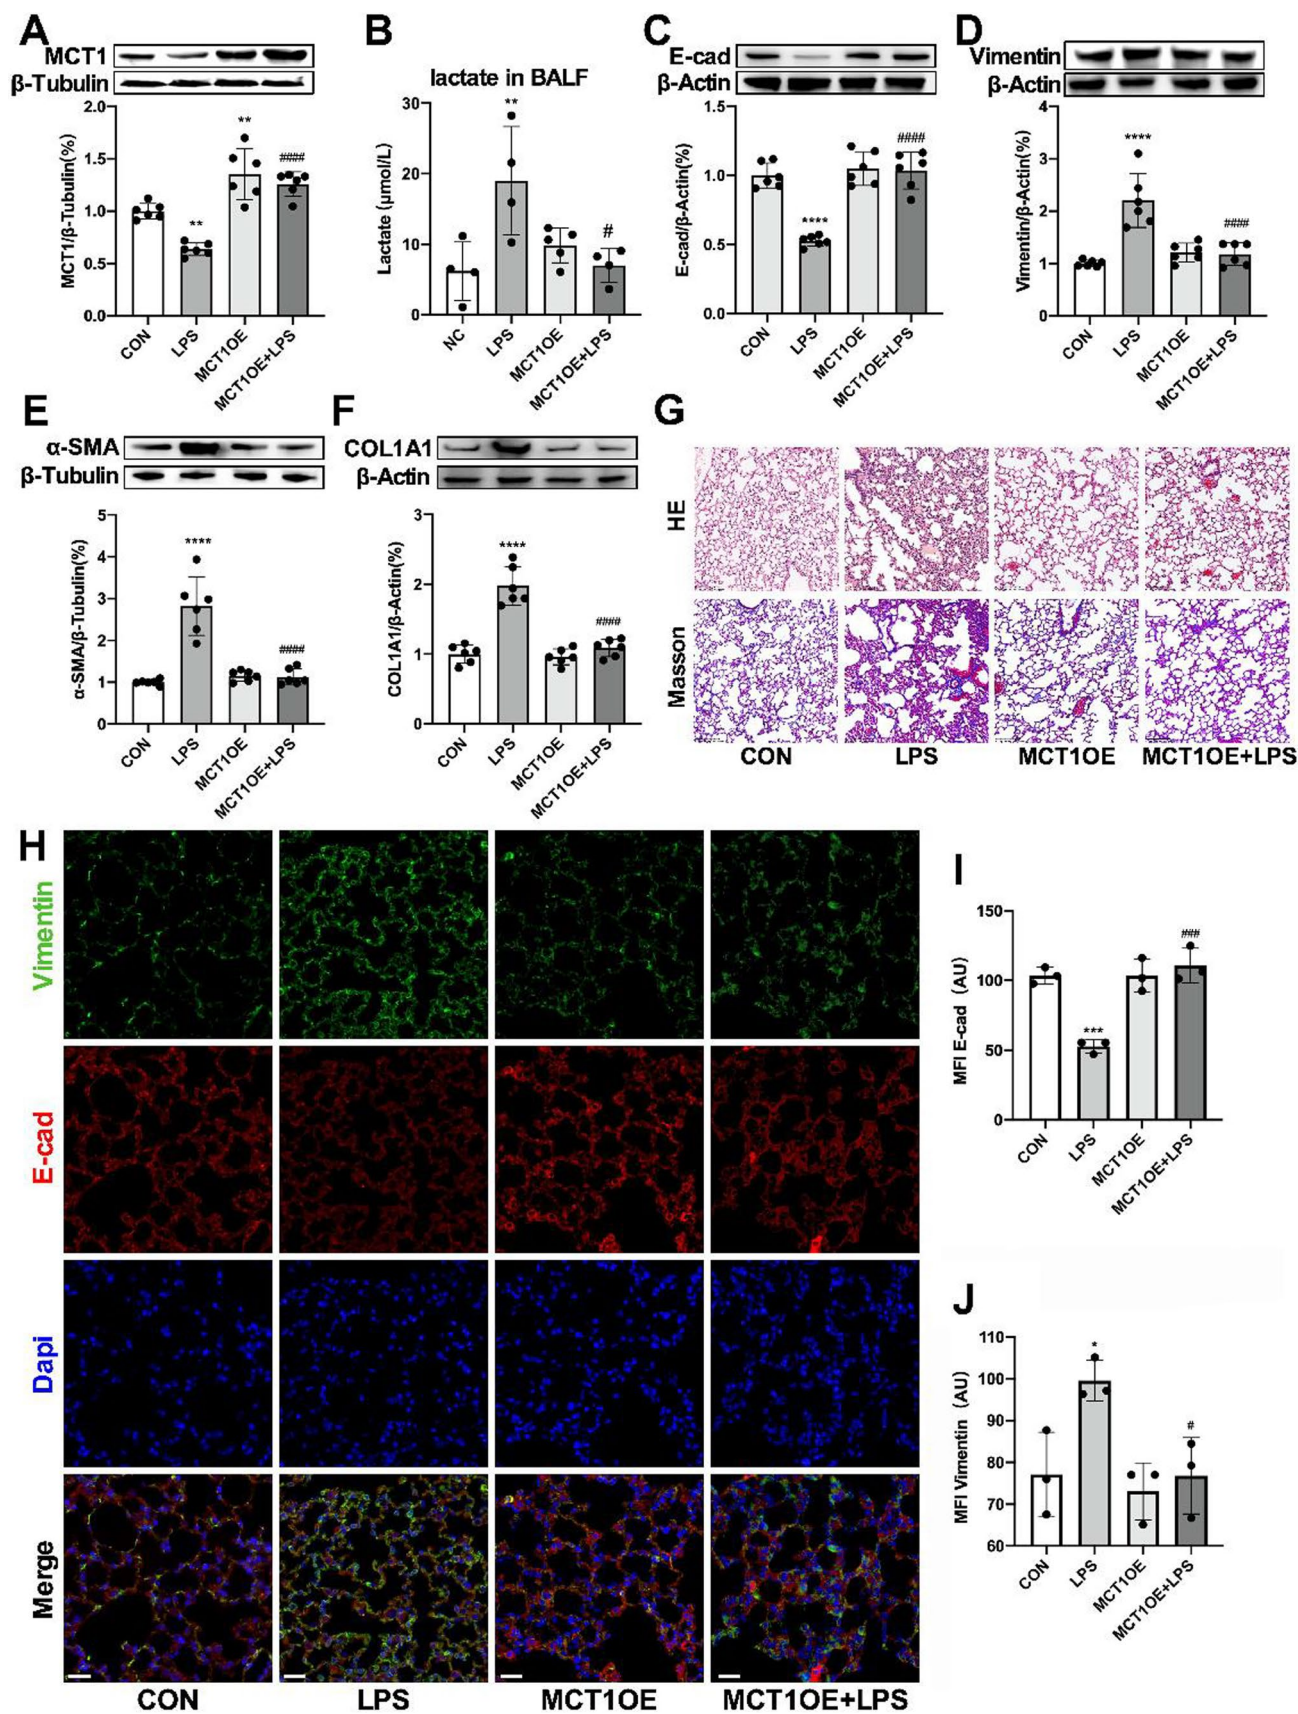 A
MCT1
β-Tubulin
MCT1/β-Tubulin(%)
2.0
1.5
1.0
0.5
0.0
**
**
####
CON
LPS
MCT1OE
MCT1OE+LPS
B
lactate in BALF
Lactate (μmol/L)
30
20
10
0
**
#
NC
LPS
MCT1OE
MCT1OE+LPS
C
E-cad
β-Actin
E-cad/β-Actin(%)
1.5
1.0
0.5
0.0
****
####
CON
LPS
MCT1OE
MCT1OE+LPS
D
Vimentin
β-Actin
Vimentin/β-Actin(%)
4
3
2
1
0
****
####
CON
LPS
MCT1OE
MCT1OE+LPS
E
α-SMA
β-Tubulin
α-SMA/β-Tubulin(%)
5
4
3
2
1
0
****
####
CON
LPS
MCT1OE
MCT1OE+LPS
F
COL1A1
β-Actin
COL1A1/β-Actin(%)
3
2
1
0
****
####
CON
LPS
MCT1OE
MCT1OE+LPS
G
HE
Masson
CON
LPS
MCT1OE
MCT1OE+LPS
H
Vimentin
E-cad
Dapi
Merge
CON
LPS
MCT1OE
MCT1OE+LPS
I
MFI E-cad (AU)
150
100
50
0
***
###
CON
LPS
MCT1OE
MCT1OE+LPS
J
MFI Vimentin (AU)
110
100
90
80
70
60
*
#
CON
LPS
MCT1OE
MCT1OE+LPS